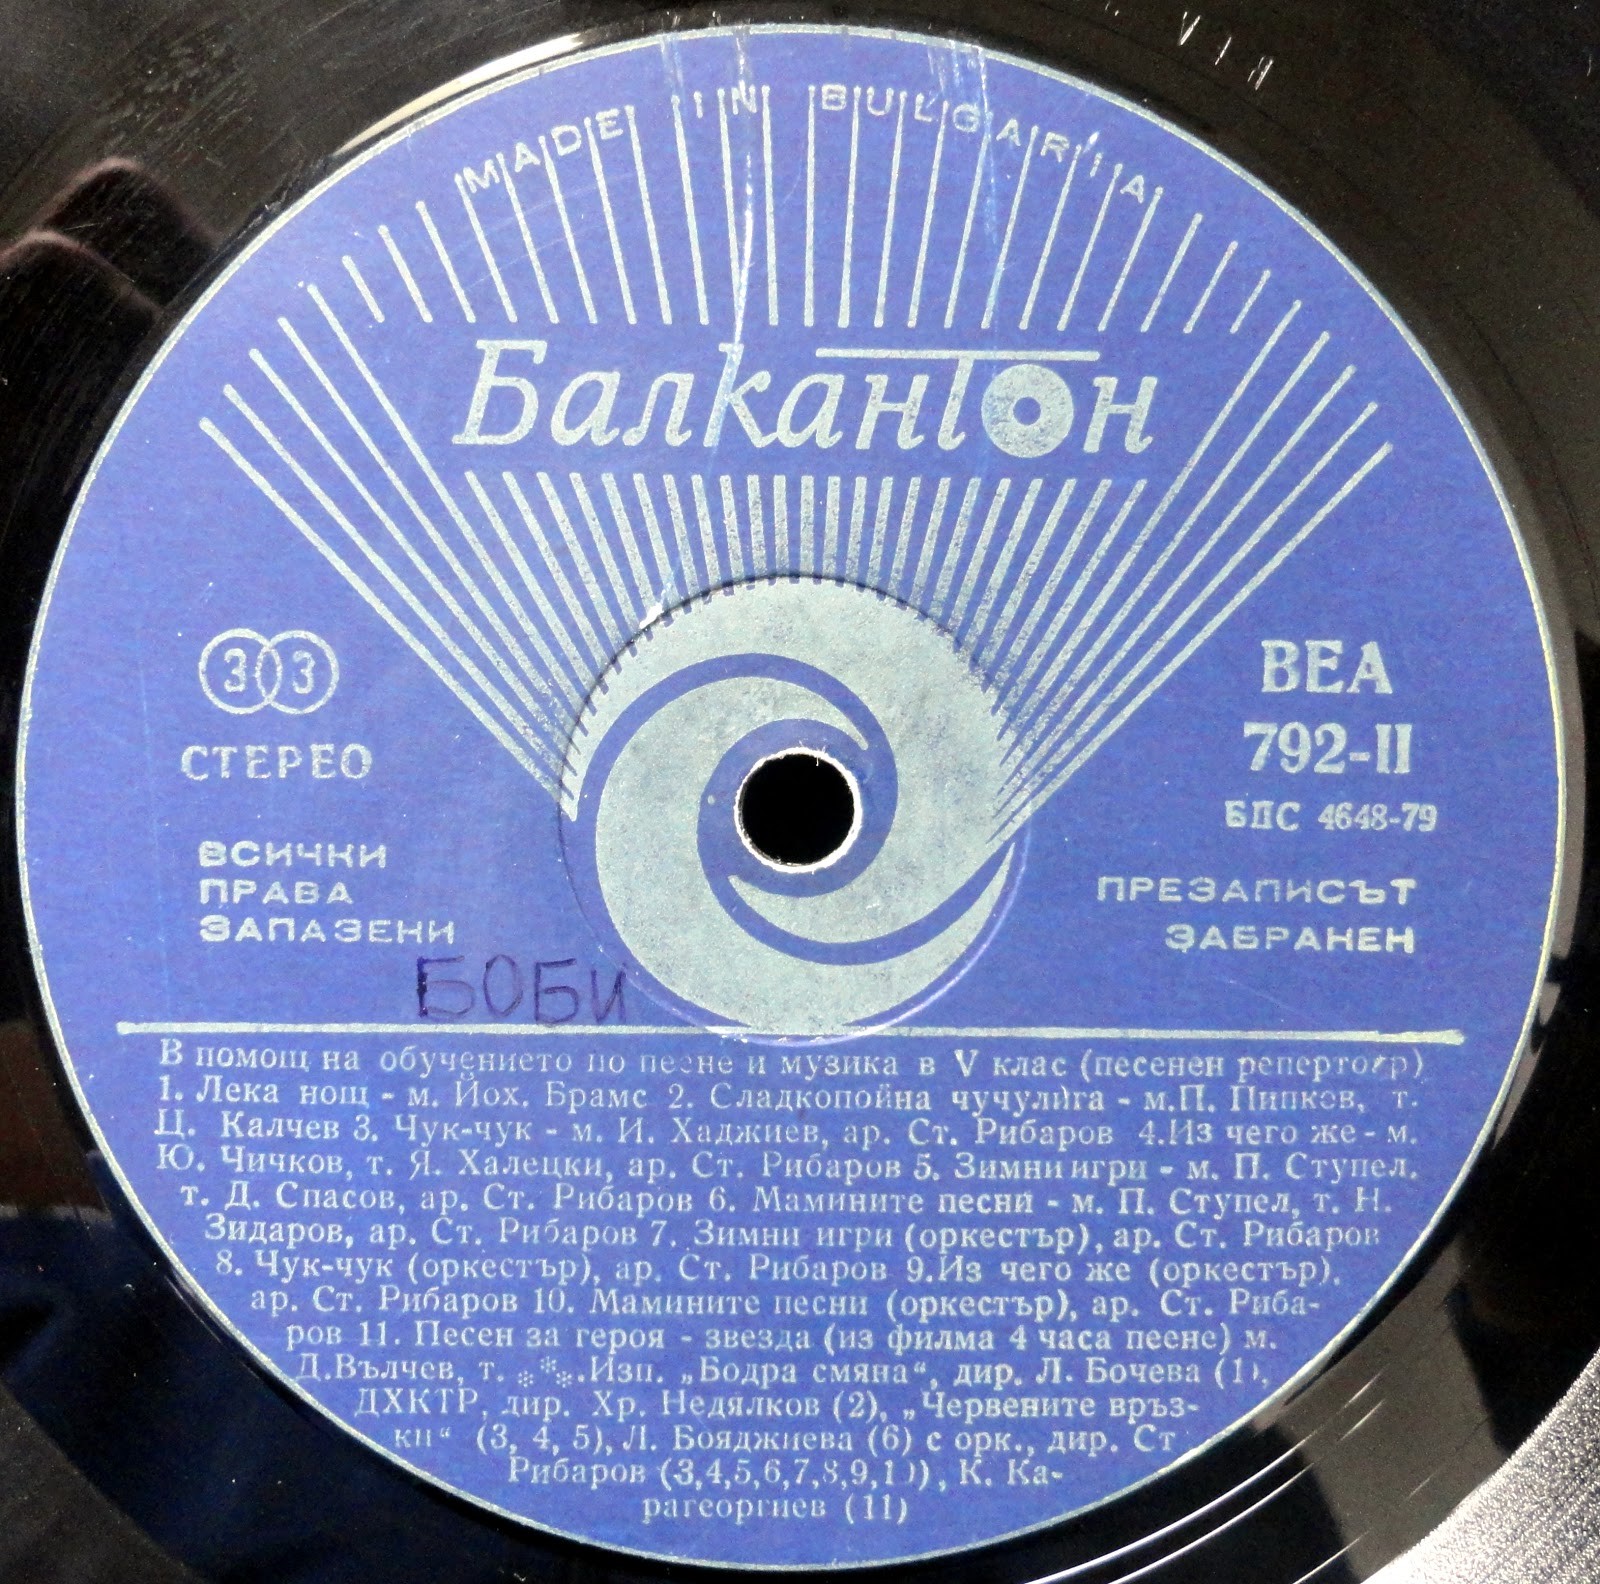 MADE IN BULGARIA
Балкантон
33
СТЕРЕО
ВЕА
792-II
БДС 4648-79
ВСИЧКИ
ПРАВА
ЗАПАЗЕНИ
ПРЕЗАПИСЪТ
ЗАБРАНЕН
БОБИ
В помощ на обучението по пеене и музика в V клас (песенен репертоар)
1. Лека нощ - м. Йох. Брамс 2. Сладкопойна чучулига - м.П. Пипков, т.
Ц. Калчев 3. Чук-чук - м. И. Хаджиев, ар. Ст. Рибаров 4.Из чего же - м.
Ю. Чичков, т. Я. Халецки, ар. Ст. Рибаров 5. Зимни игри - м. П. Ступел.
т. Д. Спасов, ар. Ст. Рибаров 6. Мамините песни - м. П. Ступел, т. Н.
Зидаров, ар. Ст. Рибаров 7. Зимни игри (оркестър), ар. Ст. Рибаров
8. Чук-чук (оркестър), ар. Ст. Рибаров 9.Из чего же (оркестър),
ар. Ст. Рибаров 10. Мамините песни (оркестър), ар. Ст. Риба-
ров 11. Песен за героя - звезда (из филма 4 часа пеене) м.
Д.Вълчев, т. ***.Изп. „Бодра смяна“, дир. Л. Бочева (1),
ДХКТР, дир. Хр. Недялков (2), „Червените връз-
ки“ (3, 4, 5), Л. Бояджиева (6) с орк., дир. Ст
Рибаров (3,4,5,6,7,8,9,10), К. Ка-
рагеоргиев (11)